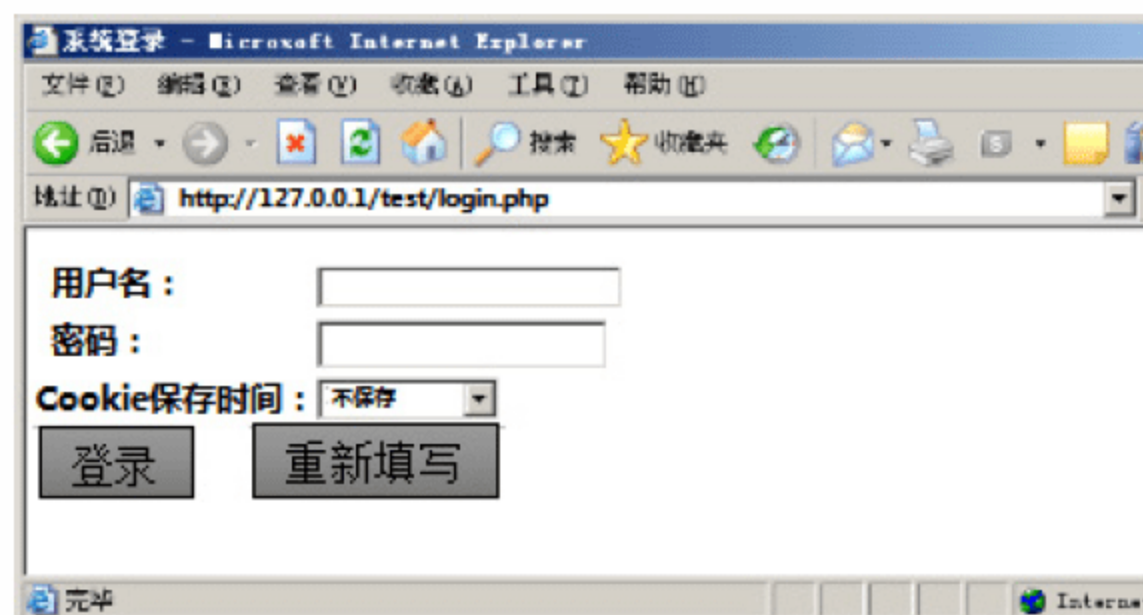 系统登录 - Microsoft Internet Explorer
文件(F) 编辑(E) 查看(V) 收藏(A) 工具(T) 帮助(H)
后退 搜索 收藏夹
地址(D) http://127.0.0.1/test/login.php
用户名：
密码：
Cookie保存时间： 不保存
登录 重新填写
完毕 Interne